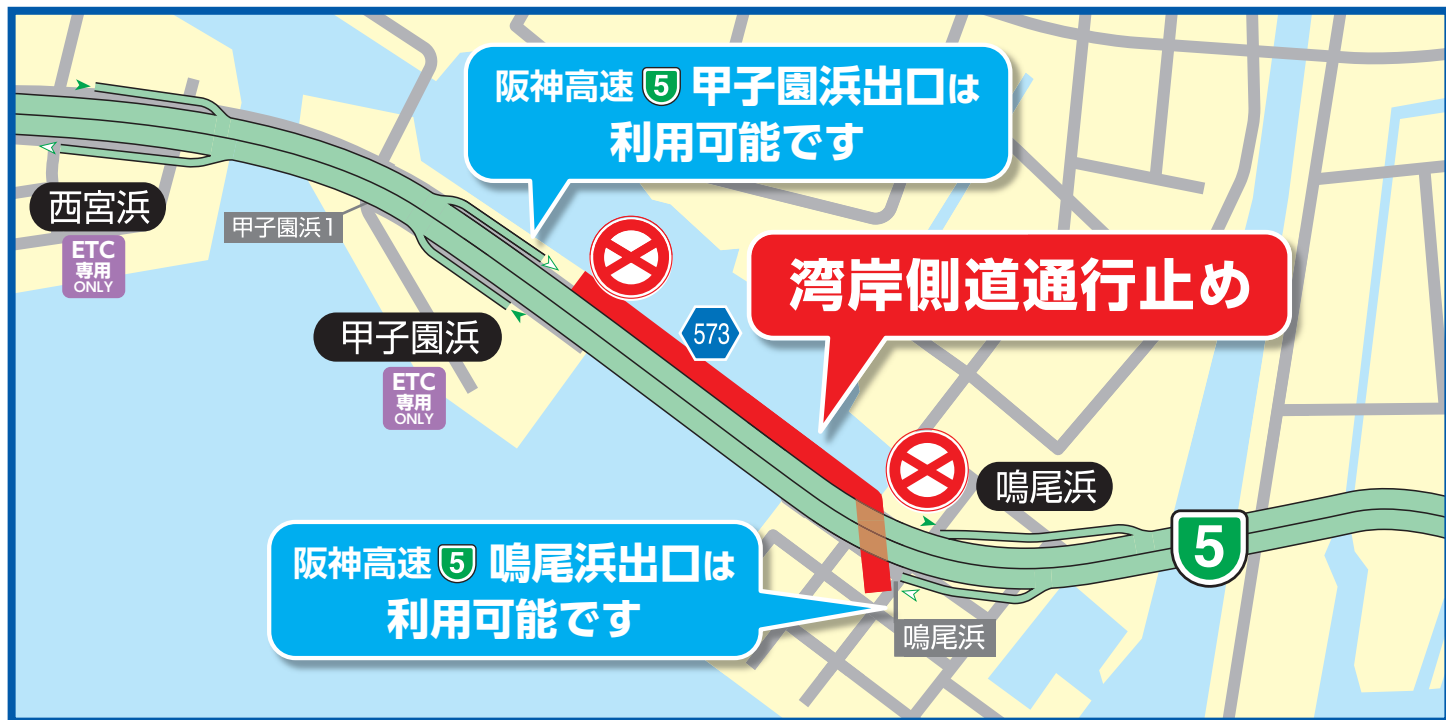 阪神高速 5 甲子園浜出口は
利用可能です
西宮浜
ETC
専用
ONLY
甲子園浜1
湾岸側道通行止め
573
甲子園浜
ETC
専用
ONLY
鳴尾浜
5
阪神高速 5 鳴尾浜出口は
利用可能です
鳴尾浜